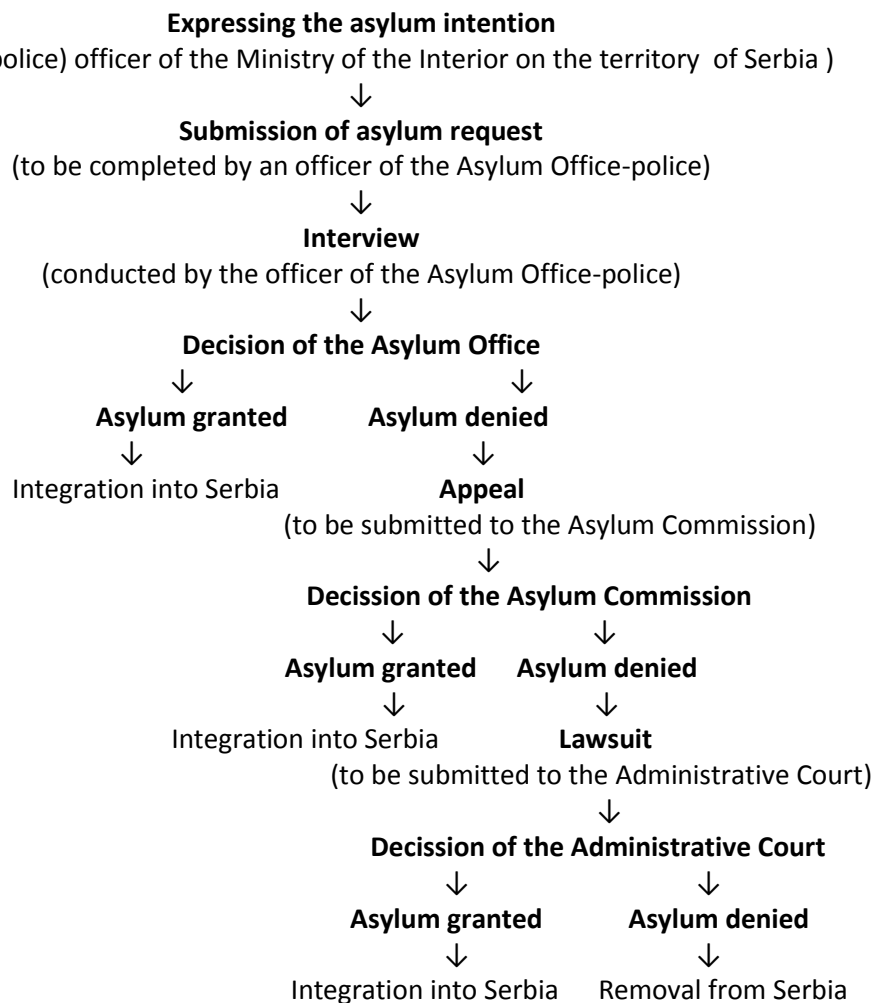 Expressing the asylum intention
police) officer of the Ministry of the Interior on the territory of Serbia )
↓
Submission of asylum request
(to be completed by an officer of the Asylum Office-police)
↓
Interview
(conducted by the officer of the Asylum Office-police)
↓
Decision of the Asylum Office
↓ ↓
Asylum granted Asylum denied
↓ ↓
Integration into Serbia Appeal
(to be submitted to the Asylum Commission)
↓
Decission of the Asylum Commission
↓ ↓
Asylum granted Asylum denied
↓ ↓
Integration into Serbia Lawsuit
(to be submitted to the Administrative Court)
↓
Decission of the Administrative Court
↓ ↓
Asylum granted Asylum denied
↓ ↓
Integration into Serbia Removal from Serbia